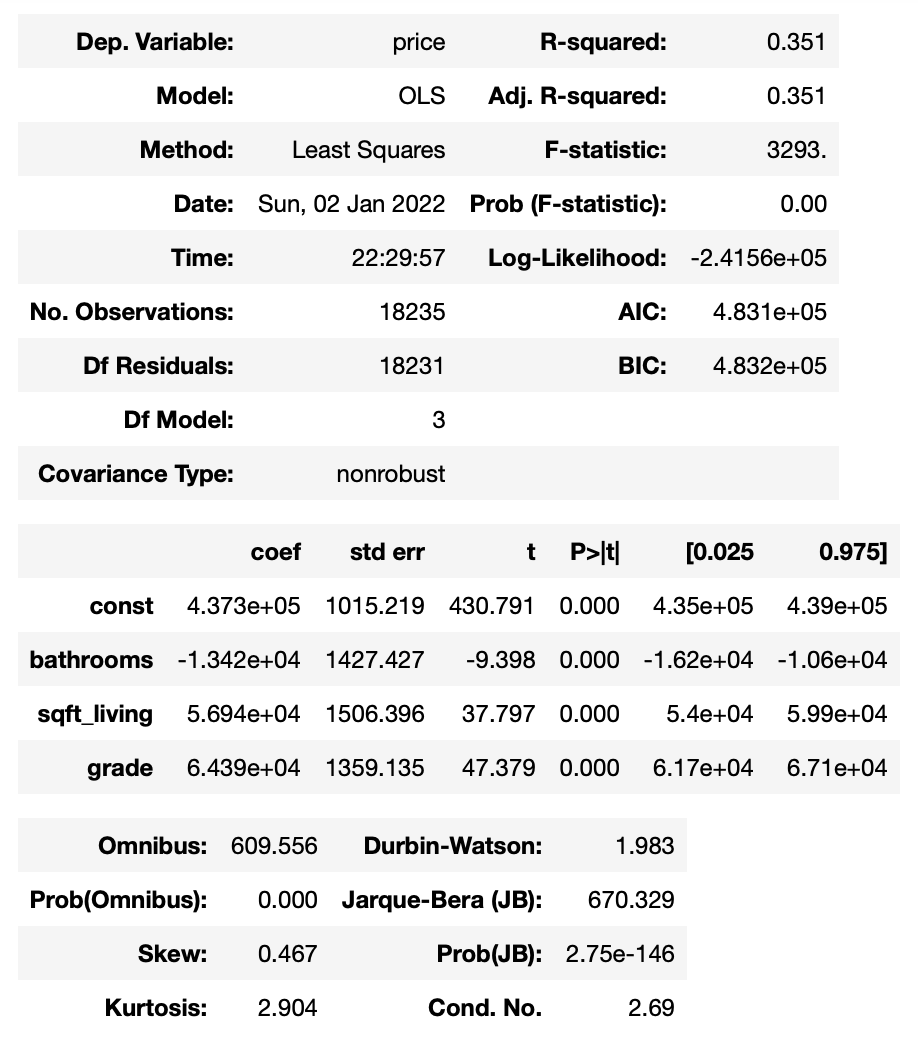 Dep. Variable: price R-squared: 0.351
Model: OLS Adj. R-squared: 0.351
Method: Least Squares F-statistic: 3293.
Date: Sun, 02 Jan 2022 Prob (F-statistic): 0.00
Time: 22:29:57 Log-Likelihood: -2.4156e+05
No. Observations: 18235 AIC: 4.831e+05
Df Residuals: 18231 BIC: 4.832e+05
Df Model: 3
Covariance Type: nonrobust
coef std err t P>|t| [0.025 0.975]
const 4.373e+05 1015.219 430.791 0.000 4.35e+05 4.39e+05
bathrooms -1.342e+04 1427.427 -9.398 0.000 -1.62e+04 -1.06e+04
sqft_living 5.694e+04 1506.396 37.797 0.000 5.4e+04 5.99e+04
grade 6.439e+04 1359.135 47.379 0.000 6.17e+04 6.71e+04
Omnibus: 609.556 Durbin-Watson: 1.983
Prob(Omnibus): 0.000 Jarque-Bera (JB): 670.329
Skew: 0.467 Prob(JB): 2.75e-146
Kurtosis: 2.904 Cond. No. 2.69